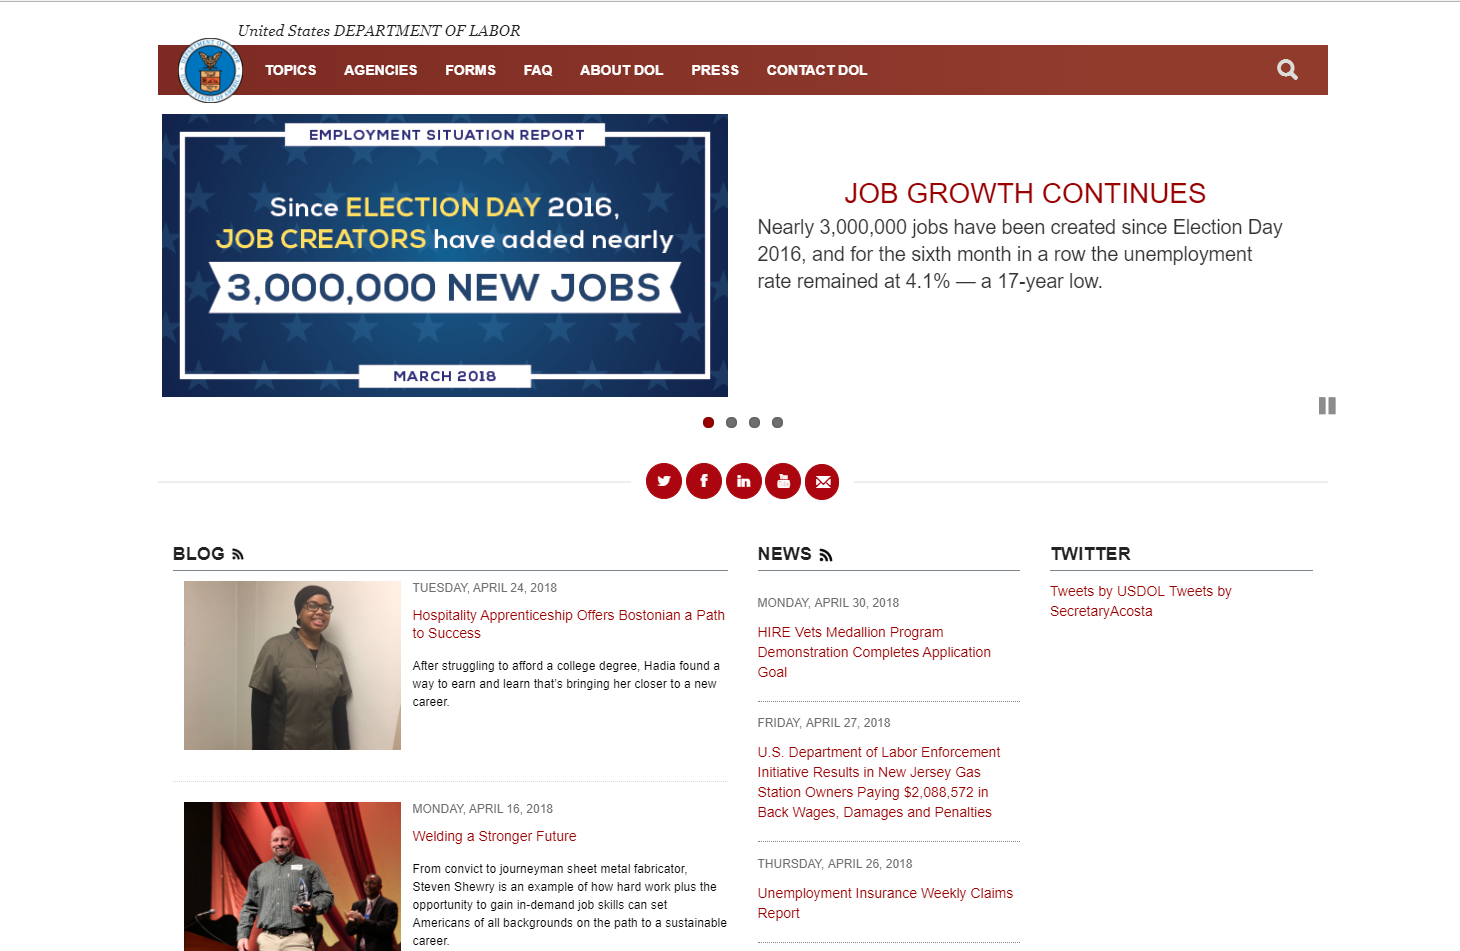 United States DEPARTMENT OF LABOR
TOPICS AGENCIES FORMS FAQ ABOUT DOL PRESS CONTACT DOL
EMPLOYMENT SITUATION REPORT
Since ELECTION DAY 2016,
JOB CREATORS have added nearly
3,000,000 NEW JOBS
MARCH 2018
JOB GROWTH CONTINUES
Nearly 3,000,000 jobs have been created since Election Day
2016, and for the sixth month in a row the unemployment
rate remained at 4.1% — a 17-year low.
BLOG
TUESDAY, APRIL 24, 2018
Hospitality Apprenticeship Offers Bostonian a Path
to Success
After struggling to afford a college degree, Hadia found a
way to earn and learn that’s bringing her closer to a new
career.
MONDAY, APRIL 16, 2018
Welding a Stronger Future
From convict to journeyman sheet metal fabricator,
Steven Shewry is an example of how hard work plus the
opportunity to gain in-demand job skills can set
Americans of all backgrounds on the path to a sustainable
career.
NEWS
MONDAY, APRIL 30, 2018
HIRE Vets Medallion Program
Demonstration Completes Application
Goal
FRIDAY, APRIL 27, 2018
U.S. Department of Labor Enforcement
Initiative Results in New Jersey Gas
Station Owners Paying $2,088,572 in
Back Wages, Damages and Penalties
THURSDAY, APRIL 26, 2018
Unemployment Insurance Weekly Claims
Report
TWITTER
Tweets by USDOL Tweets by
SecretaryAcosta